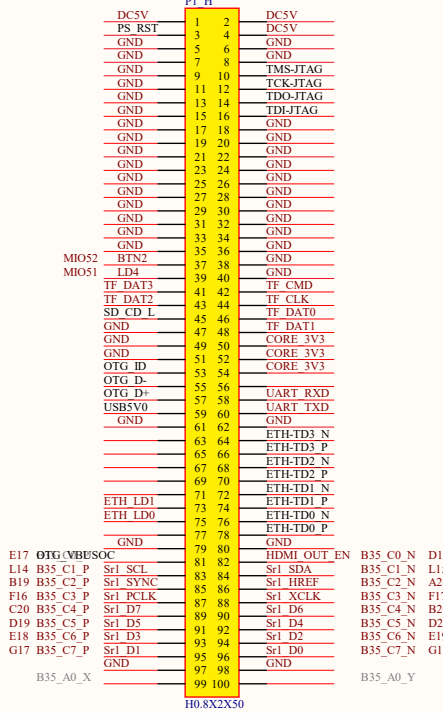 P1_H
DC5V 1 2 DC5V
PS_RST 3 4 DC5V
GND 5 6 GND
GND 7 8 GND
GND 9 10 TMS-JTAG
GND 11 12 TCK-JTAG
GND 13 14 TDO-JTAG
GND 15 16 TDI-JTAG
GND 17 18 GND
GND 19 20 GND
GND 21 22 GND
GND 23 24 GND
GND 25 26 GND
GND 27 28 GND
GND 29 30 GND
GND 31 32 GND
GND 33 34 GND
GND 35 36 GND
MIO52 BTN2 37 38 GND
MIO51 LD4 39 40 GND
TF_DAT3 41 42 TF_CMD
TF_DAT2 43 44 TF_CLK
SD_CD_L 45 46 TF_DAT0
GND 47 48 TF_DAT1
GND 49 50 CORE_3V3
GND 51 52 CORE_3V3
OTG_ID 53 54 CORE_3V3
OTG_D- 55 56
OTG_D+ 57 58 UART_RXD
USB5V0 59 60 UART_TXD
GND 61 62 GND
63 64 ETH-TD3_N
65 66 ETH-TD3_P
67 68 ETH-TD2_N
69 70 ETH-TD2_P
71 72 ETH-TD1_N
ETH_LD1 73 74 ETH-TD1_P
ETH_LD0 75 76 ETH-TD0_N
77 78 ETH-TD0_P
GND 79 80 GND
E17 OTG_VBUSOC 81 82 HDMI_OUT_EN B35_C0_N D1
L14 B35_C1_P Sr1_SCL 83 84 Sr1_SDA B35_C1_N L1
B19 B35_C2_P Sr1_SYNC 85 86 Sr1_HREF B35_C2_N A2
F16 B35_C3_P Sr1_PCLK 87 88 Sr1_XCLK B35_C3_N F1
C20 B35_C4_P Sr1_D7 89 90 Sr1_D6 B35_C4_N B2
D19 B35_C5_P Sr1_D5 91 92 Sr1_D4 B35_C5_N D2
E18 B35_C6_P Sr1_D3 93 94 Sr1_D2 B35_C6_N E1
G17 B35_C7_P Sr1_D1 95 96 Sr1_D0 B35_C7_N G1
GND 97 98 GND
B35_A0_X 99 100 B35_A0_Y
H0.8X2X50